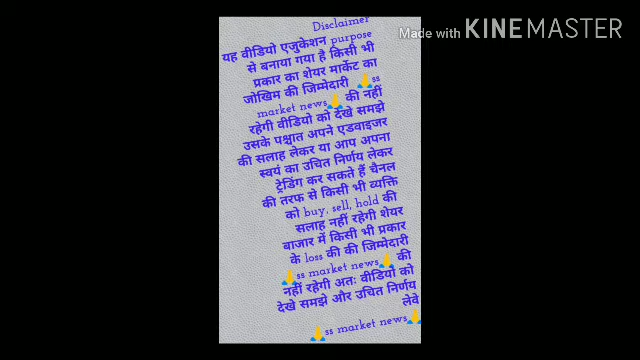 Made with KINEMASTER
Disclaimer
यह वीडियो एजुकेशन purpose
से बनाया गया है किसी भी
प्रकार का शेयर मार्केट का
जोखिम की जिम्मेदारी 🙏ss
market news🙏 की नहीं
रहेगी वीडियो को देखे समझे
उसके पश्चात अपने एडवाइजर
की सलाह लेकर या आप अपना
स्वयं का उचित निर्णय लेकर
ट्रेडिंग कर सकते हैं चैनल
की तरफ से किसी भी व्यक्ति
को buy, sell, hold की
सलाह नहीं रहेगी शेयर
बाजार में किसी भी प्रकार
के loss की की जिम्मेदारी
🙏ss market news🙏 की
नहीं रहेगी अतः वीडियो को
देखे समझे और उचित निर्णय
लेवे
🙏ss market news🙏